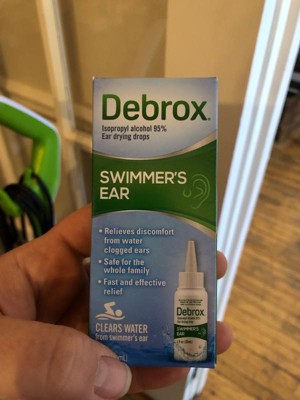 Debrox.
Isopropyl alcohol 95%
Ear drying drops
SWIMMER'S
EAR
• Relieves discomfort
from water
clogged ears
• Safe for the
whole family
• Fast and effective
relief
CLEARS WATER
from swimmer's ear
Debrox
SWIMMER'S
EAR